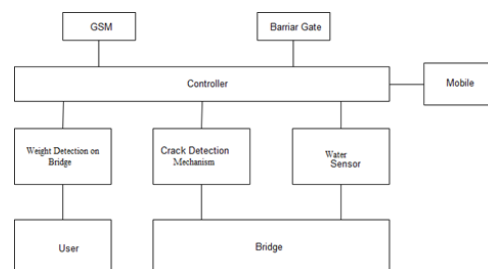 GSM
Barriar Gate
Controller
Mobile
Weight Detection on
Bridge
Crack Detection
Mechanism
Water
Sensor
User
Bridge